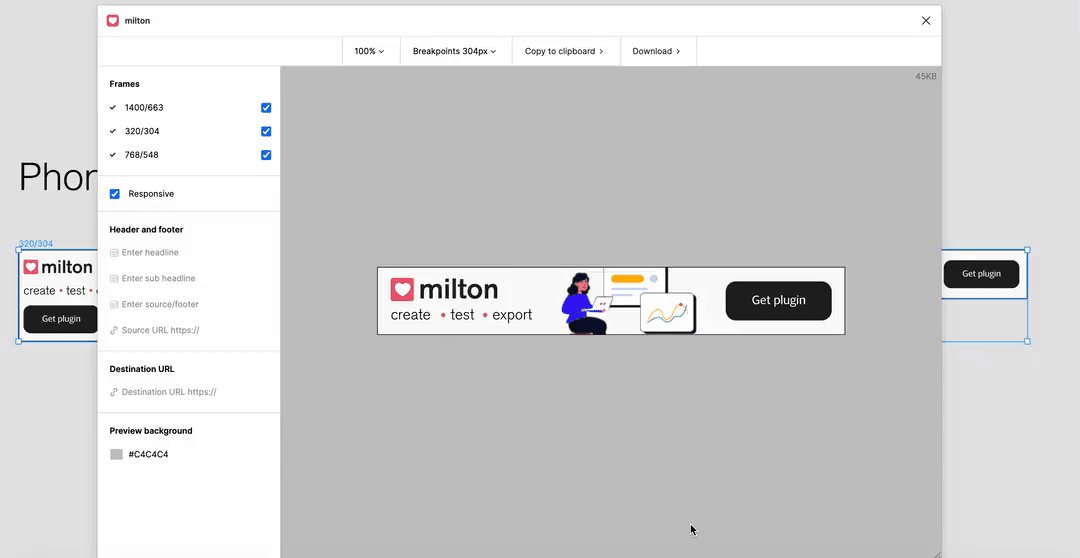 milton
100%
Breakpoints 304px
Copy to clipboard
Download
45KB
Frames
1400/663
320/304
768/548
Responsive
Header and footer
Enter headline
Enter sub headline
Enter source/footer
Source URL https://
Destination URL
Destination URL https://
Preview background
#C4C4C4
milton
create • test • export
Get plugin
Phon
320/304
milton
create • test •
Get plugin
Get plugin